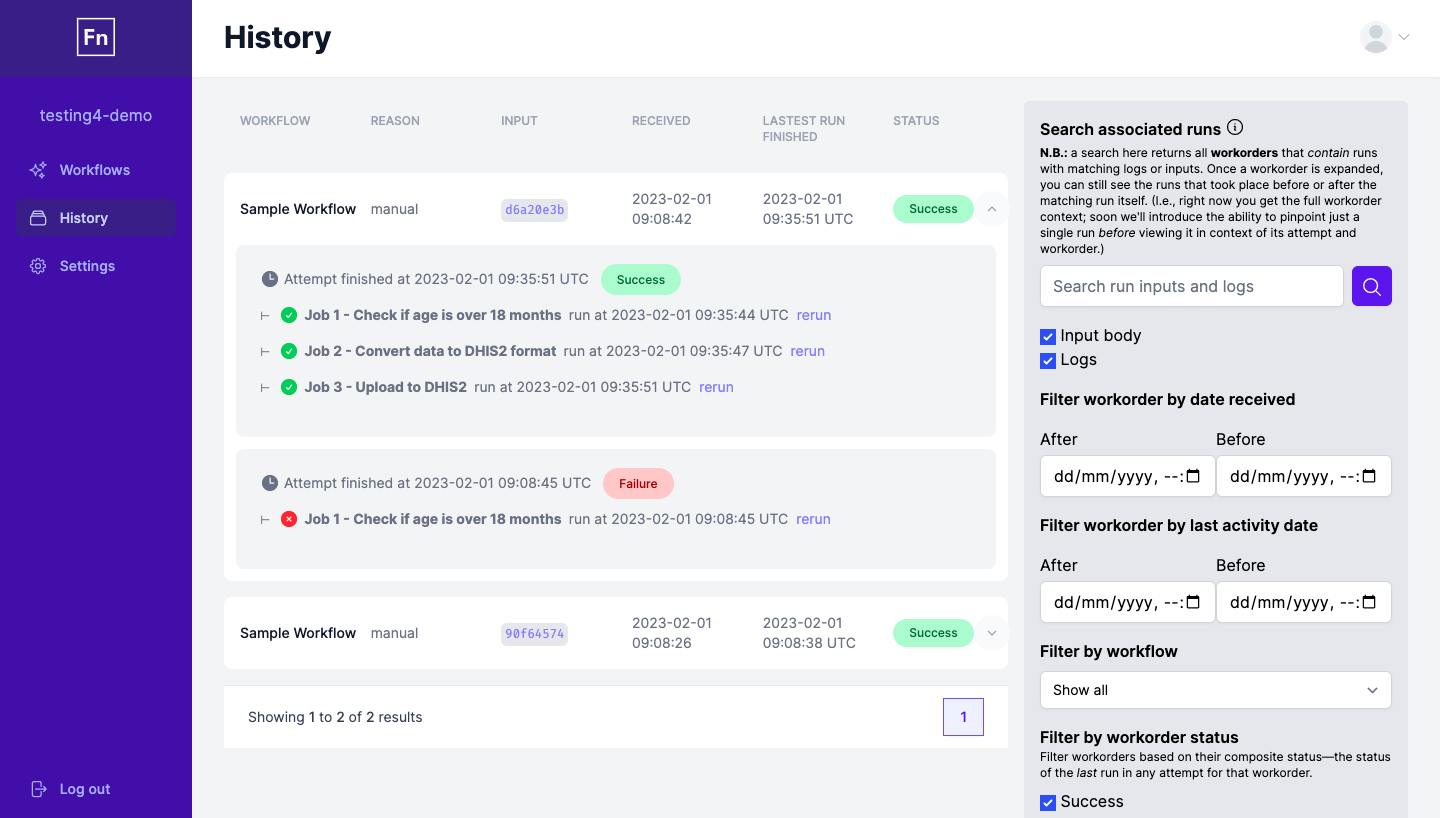 Fn
History
testing4-demo
Workflows
History
Settings
Log out
WORKFLOW REASON INPUT RECEIVED LASTEST RUN FINISHED STATUS
Sample Workflow manual d6a20e3b 2023-02-01 09:08:42 2023-02-01 09:35:51 UTC Success
Attempt finished at 2023-02-01 09:35:51 UTC Success
Job 1 - Check if age is over 18 months run at 2023-02-01 09:35:44 UTC rerun
Job 2 - Convert data to DHIS2 format run at 2023-02-01 09:35:47 UTC rerun
Job 3 - Upload to DHIS2 run at 2023-02-01 09:35:51 UTC rerun
Attempt finished at 2023-02-01 09:08:45 UTC Failure
Job 1 - Check if age is over 18 months run at 2023-02-01 09:08:45 UTC rerun
Sample Workflow manual 90f64574 2023-02-01 09:08:26 2023-02-01 09:08:38 UTC Success
Showing 1 to 2 of 2 results 1
Search associated runs
N.B.: a search here returns all workorders that contain runs
with matching logs or inputs. Once a workorder is expanded,
you can still see the runs that took place before or after the
matching run itself. (I.e., right now you get the full workorder
context; soon we'll introduce the ability to pinpoint just a
single run before viewing it in context of its attempt and
workorder.)
Search run inputs and logs
Input body
Logs
Filter workorder by date received
After Before
dd/mm/yyyy, --: dd/mm/yyyy, --:
Filter workorder by last activity date
After Before
dd/mm/yyyy, --: dd/mm/yyyy, --:
Filter by workflow
Show all
Filter by workorder status
Filter workorders based on their composite status—the status
of the last run in any attempt for that workorder.
Success